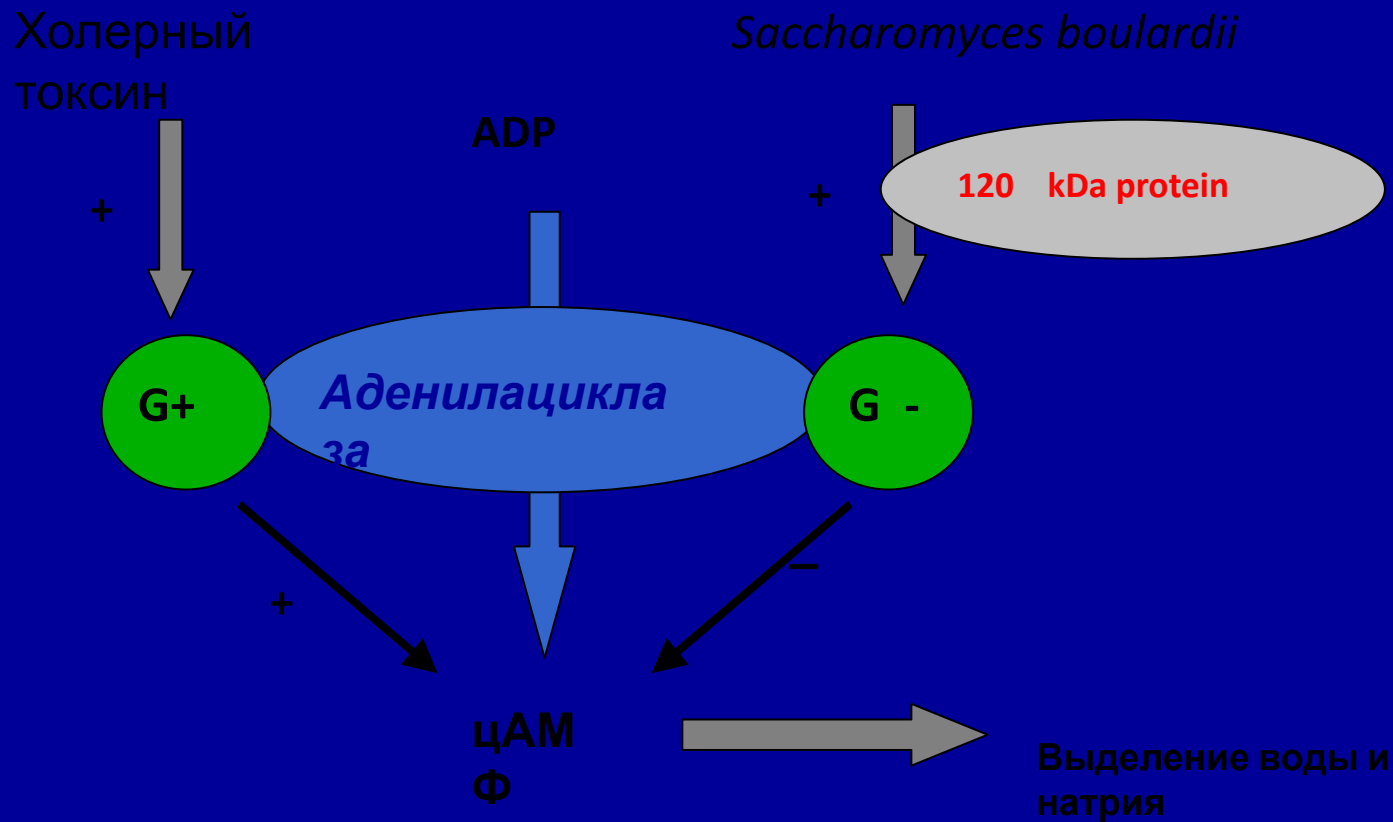 Холерный
токсин
Saccharomyces boulardii
ADP
+
+
120 kDa protein
G+
Аденилацикла
за
G -
+
–
цАМ
Ф
Выделение воды и
натрия